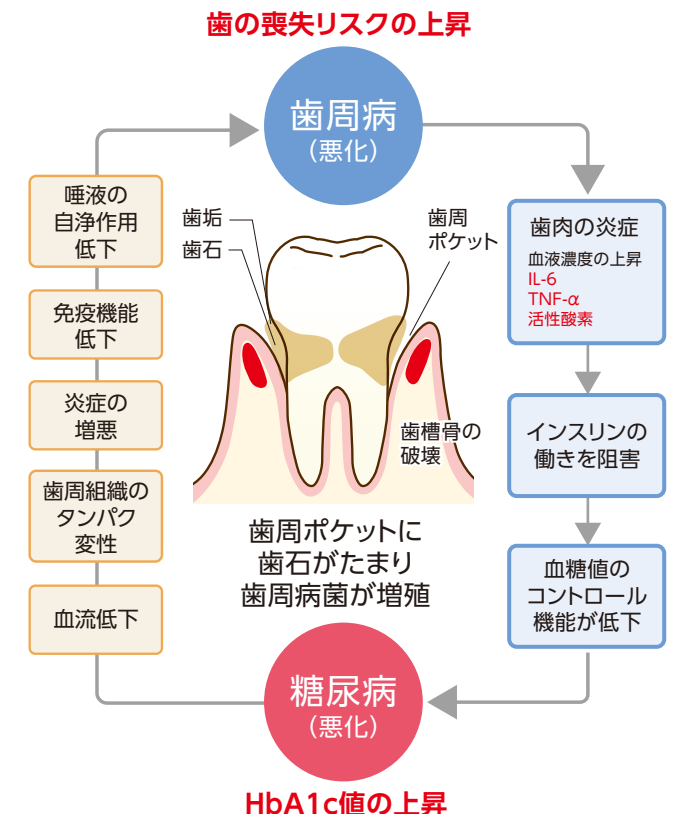 歯の喪失リスクの上昇
歯周病
(悪化)
唾液の
自浄作用
低下
免疫機能
低下
炎症の
増悪
歯周組織の
タンパク
変性
血流低下
歯垢
歯石
歯周
ポケット
歯槽骨の
破壊
歯周ポケットに
歯石がたまり
歯周病菌が増殖
歯肉の炎症
血液濃度の上昇
IL-6
TNF-α
活性酸素
インスリンの
働きを阻害
血糖値の
コントロール
機能が低下
糖尿病
(悪化)
HbA1c値の上昇